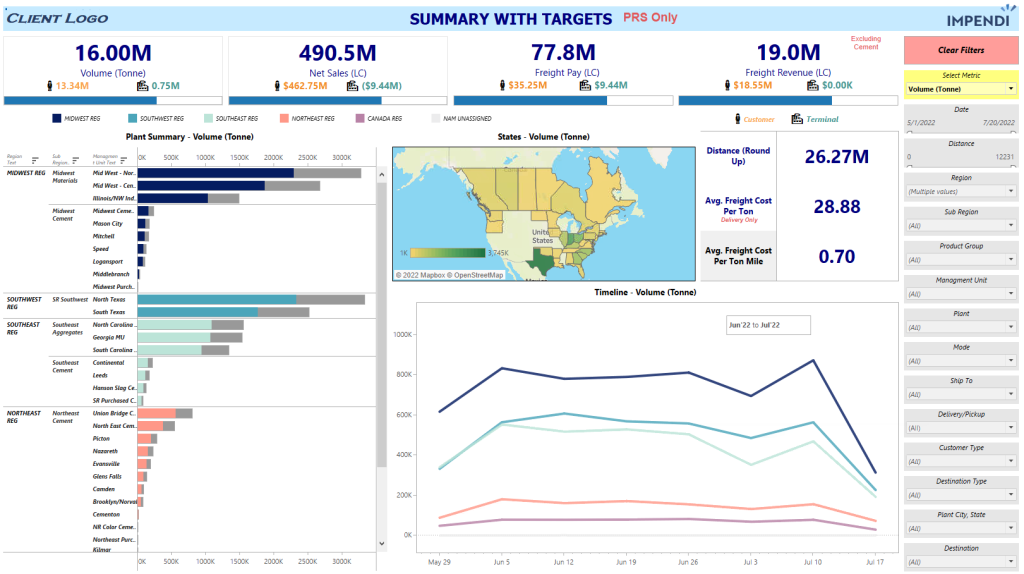 CLIENT LOGO
SUMMARY WITH TARGETS PRS Only
IMPENDI
16.00M
Volume (Tonne)
13.34M 0.75M
490.5M
Net Sales (LC)
$462.75M ($9.44M)
77.8M
Freight Pay (LC)
$35.25M $9.44M
19.0M
Excluding
Cement
Freight Revenue (LC)
$18.55M $0.00K
MIDWEST REG SOUTHWEST REG SOUTHEAST REG NORTHEAST REG CANADA REG NAM UNASSIGNED
Customer Terminal
Plant Summary - Volume (Tonne)
Region
Text
Sub
Region
Managmen
t Unit Text
0K 500K 1000K 1500K 2000K 2500K 3000K
MIDWEST REG
Midwest
Materials
Mid West - Nor..
Mid West - Cen..
Illinois/NW Ind..
Midwest
Cement
Midwest Ceme..
Mason City
Mitchell
Speed
Logansport
Middlebranch
Midwest Purch..
SOUTHWEST
REG
SR Southwest
North Texas
South Texas
SOUTHEAST
REG
Southeast
Aggregates
North Carolina ..
Georgia MU
South Carolina ..
Southeast
Cement
Continental
Leeds
Hanson Slag Ce..
SR Purchased C..
NORTHEAST
REG
Northeast
Cement
Union Bridge C..
North East Cem..
Picton
Nazareth
Evansville
Glens Falls
Camden
Brooklyn/Norval
Cementon
NR Color Ceme..
Northeast Purc..
Kilmar
0K 500K 1000K 1500K 2000K 2500K 3000K
States - Volume (Tonne)
Canada
United
States
Mexico
1K 3,745K
© 2022 Mapbox © OpenStreetMap
Distance (Round
Up)
26.27M
Avg. Freight Cost
Per Ton
Delivery Only
28.88
Avg. Freight Cost
Per Ton Mile
0.70
Timeline - Volume (Tonne)
Jun'22 to Jul'22
1000K
800K
600K
400K
200K
0K
May 29 Jun 5 Jun 12 Jun 19 Jun 26 Jul 3 Jul 10 Jul 17
Clear Filters
Select Metric
Volume (Tonne)
Date
5/1/2022 7/20/2022
Distance
0 12231
Region
(Multiple values)
Sub Region
(All)
Product Group
(All)
Managment Unit
(All)
Plant
(All)
Mode
(All)
Ship To
(All)
Delivery/Pickup
(All)
Customer Type
(All)
Destination Type
(All)
Plant City, State
(All)
Destination
(All)